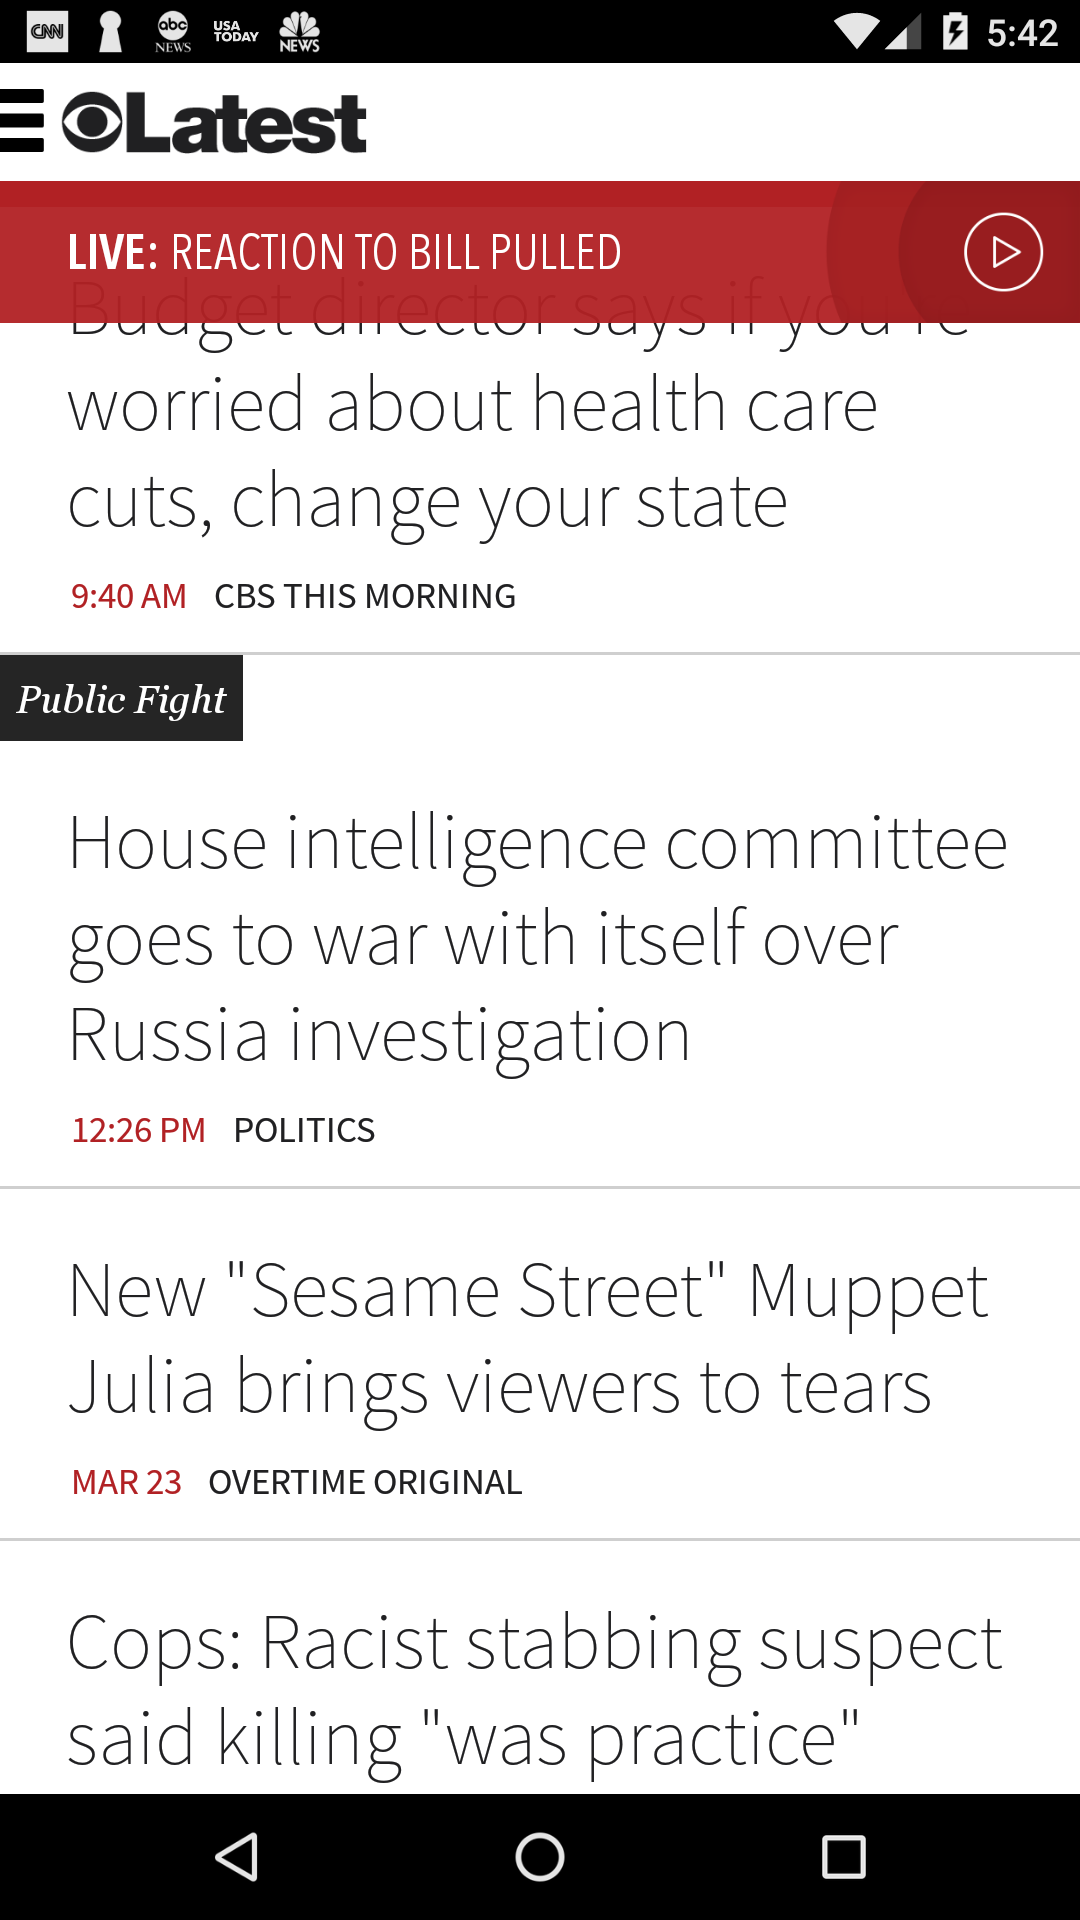 CNN abc NEWS USA TODAY NBC NEWS 5:42
Latest
LIVE: REACTION TO BILL PULLED
Budget director says if you're
worried about health care
cuts, change your state
9:40 AM CBS THIS MORNING
Public Fight
House intelligence committee
goes to war with itself over
Russia investigation
12:26 PM POLITICS
New "Sesame Street" Muppet
Julia brings viewers to tears
MAR 23 OVERTIME ORIGINAL
Cops: Racist stabbing suspect
said killing "was practice"